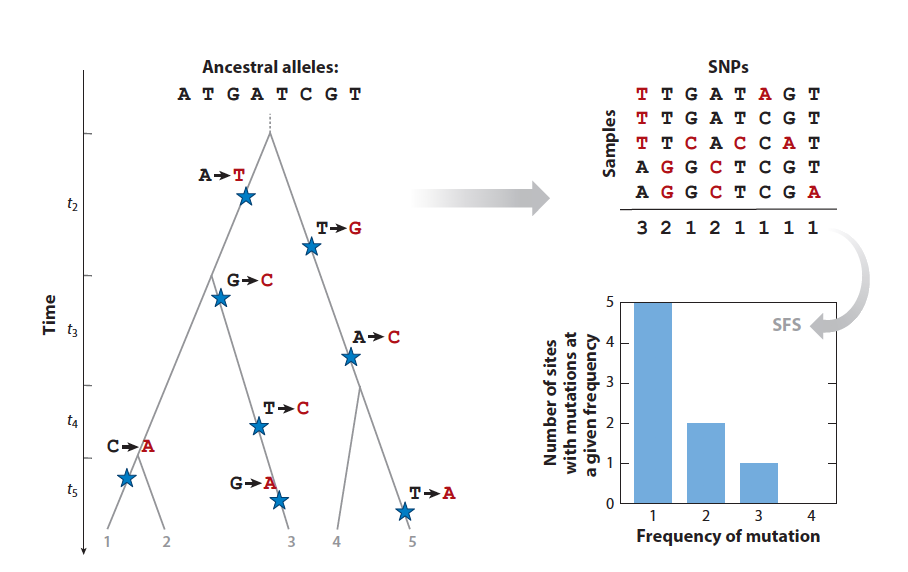 Ancestral alleles:
A T G A T C G T
Time
t2
t3
t4
t5
A→T
T→G
G→C
A→C
T→C
C→A
G→A
T→A
1 2 3 4 5
SNPs
Samples
T T G A T A G T
T T G A T C G T
T T C A C C A T
A G G C T C G T
A G G C T C G A
3 2 1 2 1 1 1 1
SFS
Number of sites
with mutations at
a given frequency
5
4
3
2
1
0
1 2 3 4
Frequency of mutation